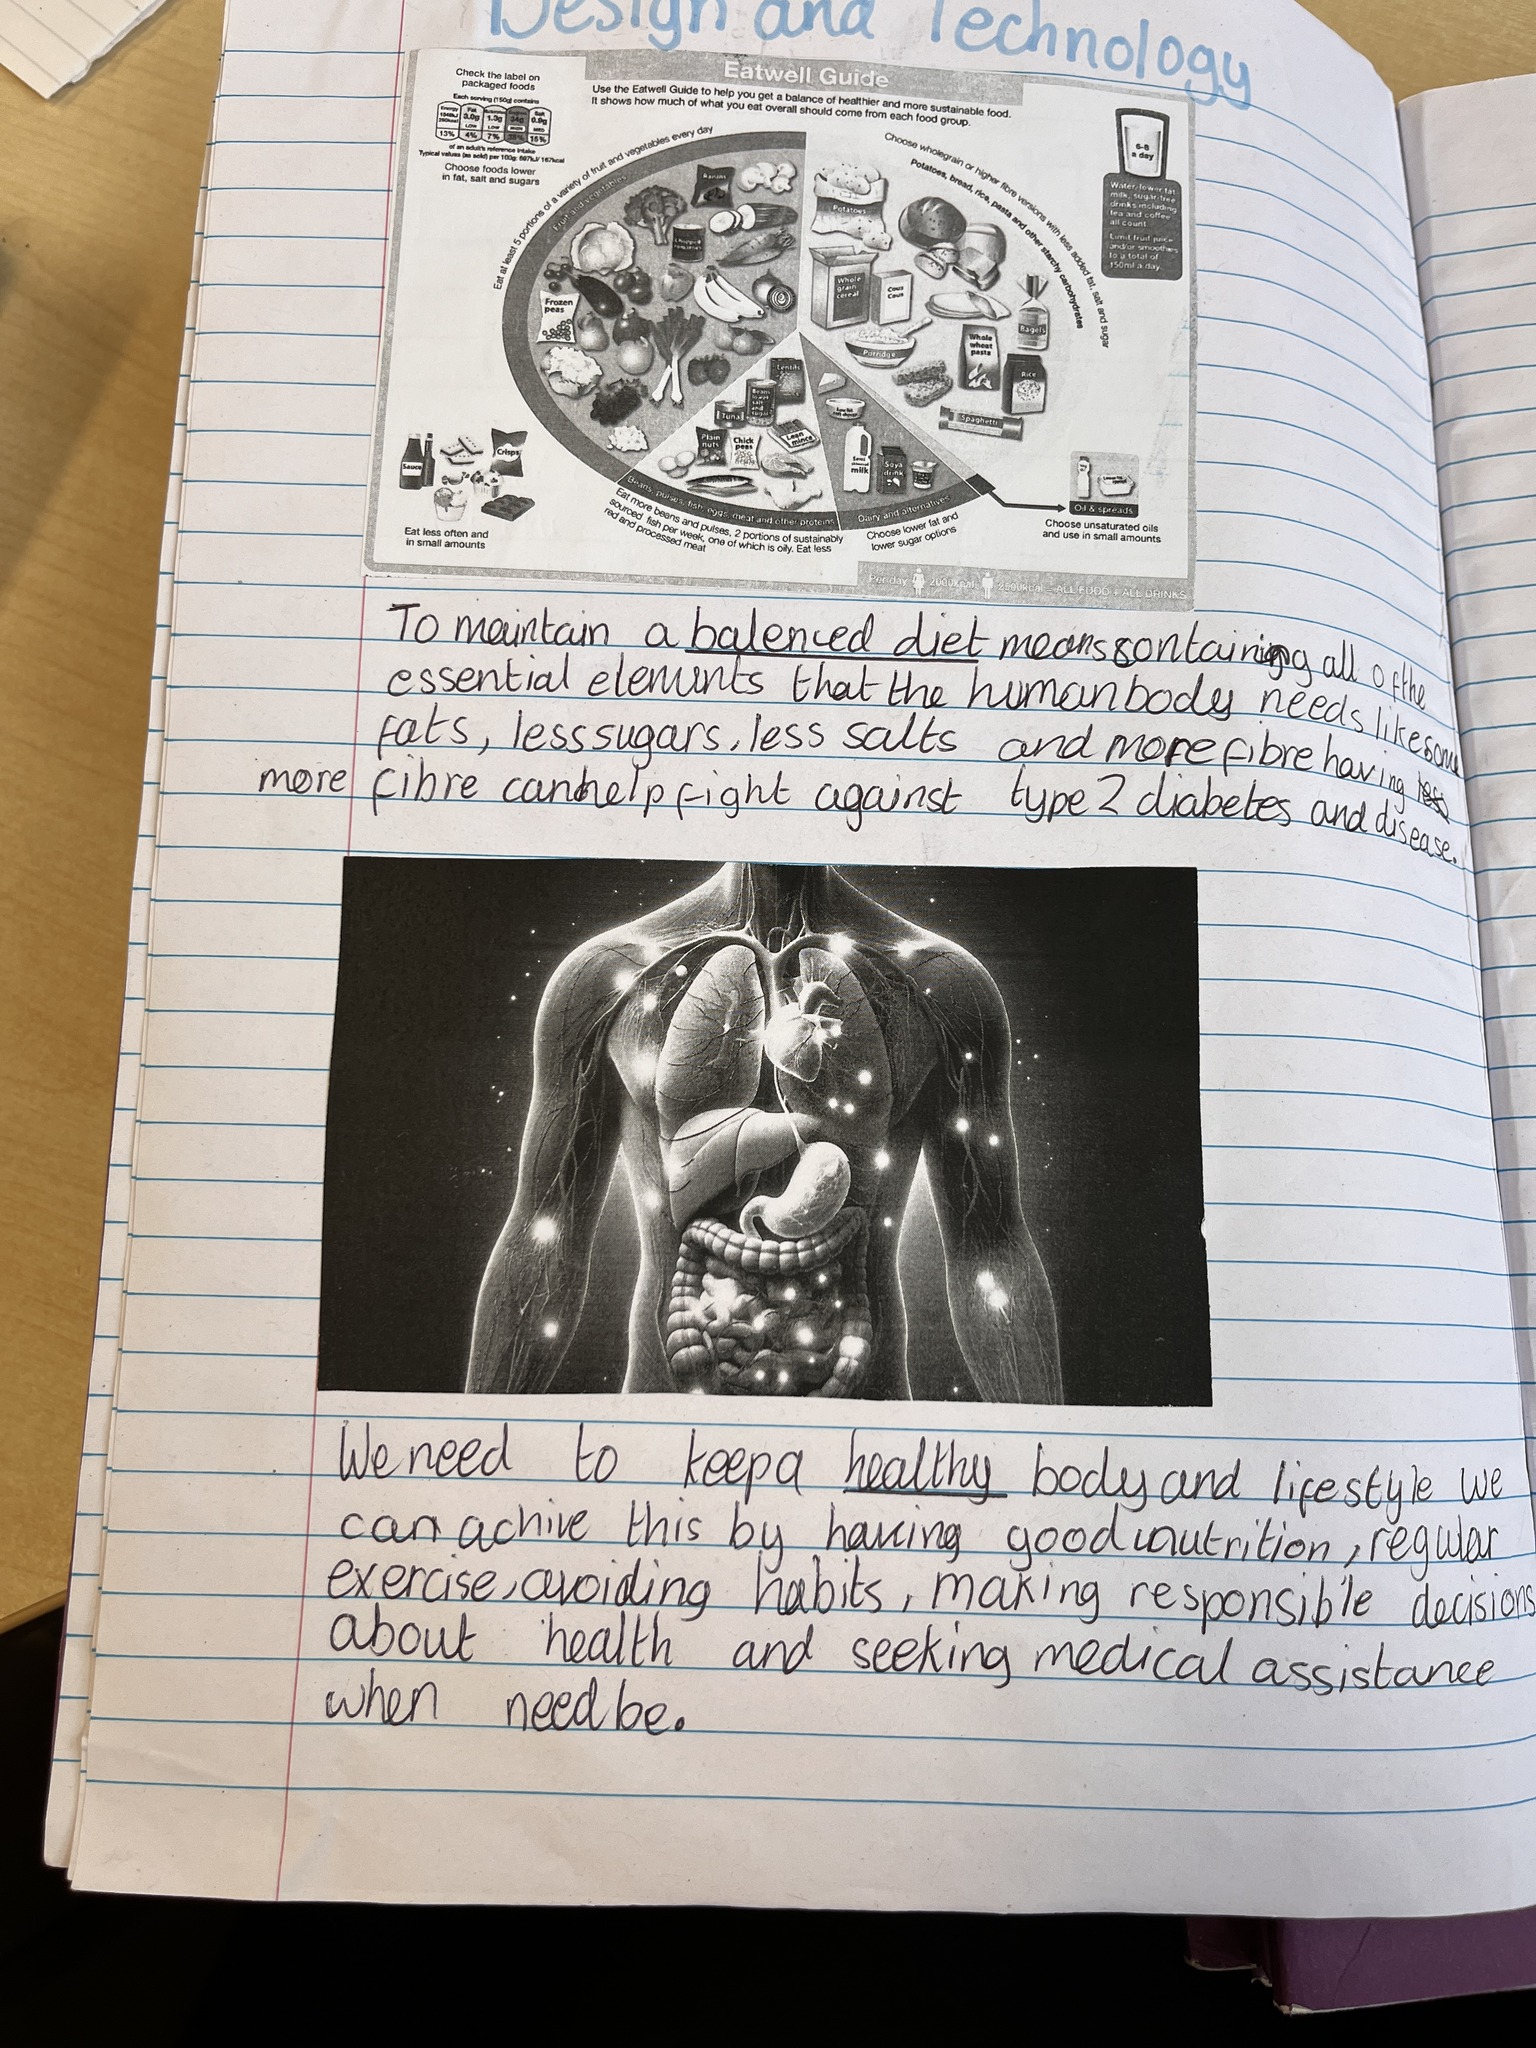 Design and Technology
Eatwell Guide
Check the label on
packaged foods
Each serving (150g) contains
Energy
1046kJ
250kcal
Fat
3.0g
LOW
1.3g
LOW
34g
Salt
0.9g
MED
13%
4%
7%
38%
15%
of an adult's reference intake
Typical values (as sold) per 100g: 697kJ/ 167kcal
Choose foods lower
in fat, salt and sugars
Use the Eatwell Guide to help you get a balance of healthier and more sustainable food.
It shows how much of what you eat overall should come from each food group.
Eat at least 5 portions of a variety of fruit and vegetables every day
Fruit and vegetables
Raisins
Chopped tomatoes
Frozen peas
Choose wholegrain or higher fibre versions with less added fat, salt and sugar
Potatoes, bread, rice, pasta and other starchy carbohydrates
Potatoes
Whole grain cereal
Cous Cous
Porridge
Whole wheat pasta
Bagels
Rice
Spaghetti
6-8
a day
Water, lower fat
milk, sugar-free
drinks including
tea and coffee
all count.
Limit fruit juice
and/or smoothies
to a total of
150ml a day.
Lentils
Beans lower salt and sugar
Tuna
Plain nuts
Chick peas
Lean mince
Semi skimmed milk
Soya drink
Sauce
Crisps
Eat less often and
in small amounts
Beans, pulses, fish, eggs, meat and other proteins
Eat more beans and pulses, 2 portions of sustainably
sourced fish per week, one of which is oily. Eat less
red and processed meat
Dairy and alternatives
Choose lower fat and
lower sugar options
Oil & spreads
Choose unsaturated oils
and use in small amounts
Per day 2000kcal 2500kcal = ALL FOOD + ALL DRINKS
To maintain a balenced diet means containing all of the
essential elemunts that the human body needs like some
fats, less sugars, less salts and more fibre having
more fibre can help fight against type 2 diabetes and disease.
We need to keep a healthy body and lifestyle we
can achive this by having good nutrition, regular
exercise, avoiding habits, making responsible decisions
about health and seeking medical assistance
when need be.